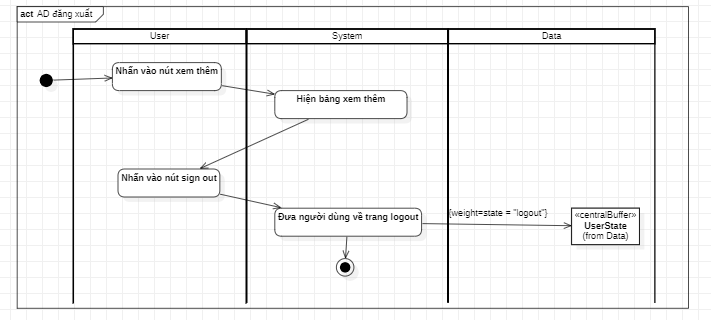 act AD đăng xuất
User
System
Data
Nhấn vào nút xem thêm
Hiện bảng xem thêm
Nhấn vào nút sign out
Đưa người dùng về trang logout
{weight=state = "logout"}
«centralBuffer»
UserState
(from Data)